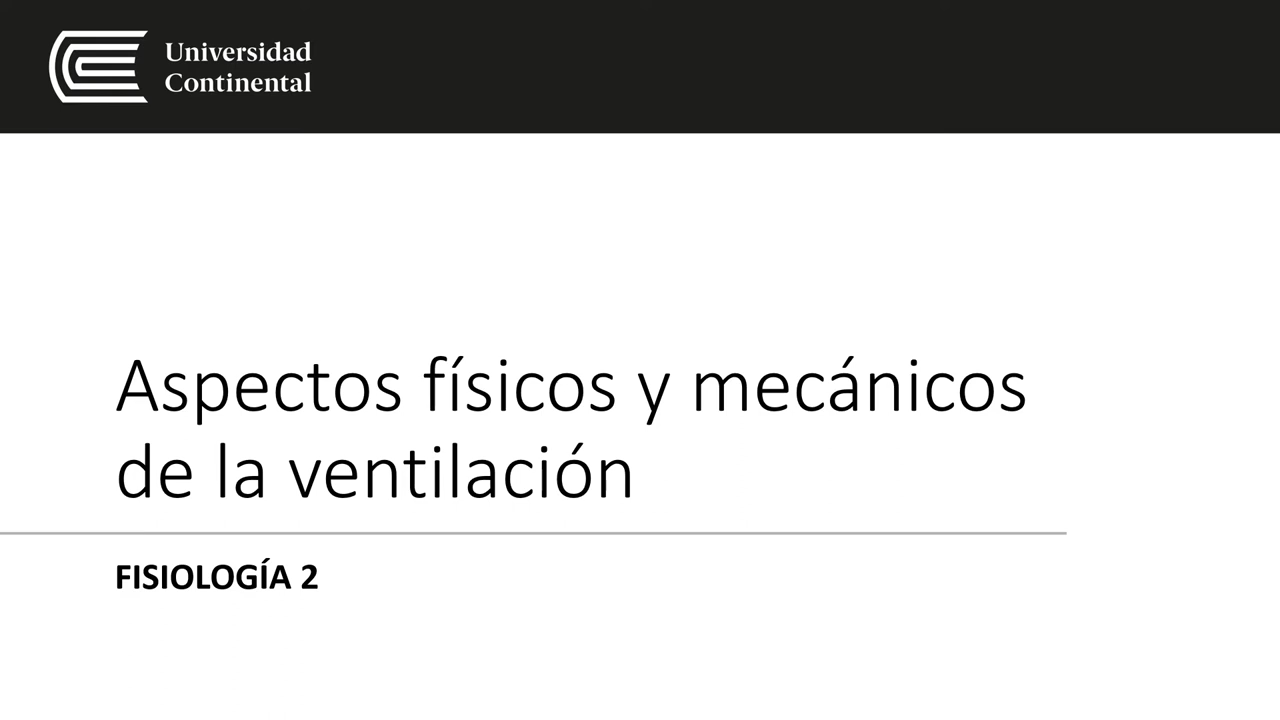 Universidad
Continental
Aspectos físicos y mecánicos
de la ventilación
FISIOLOGÍA 2